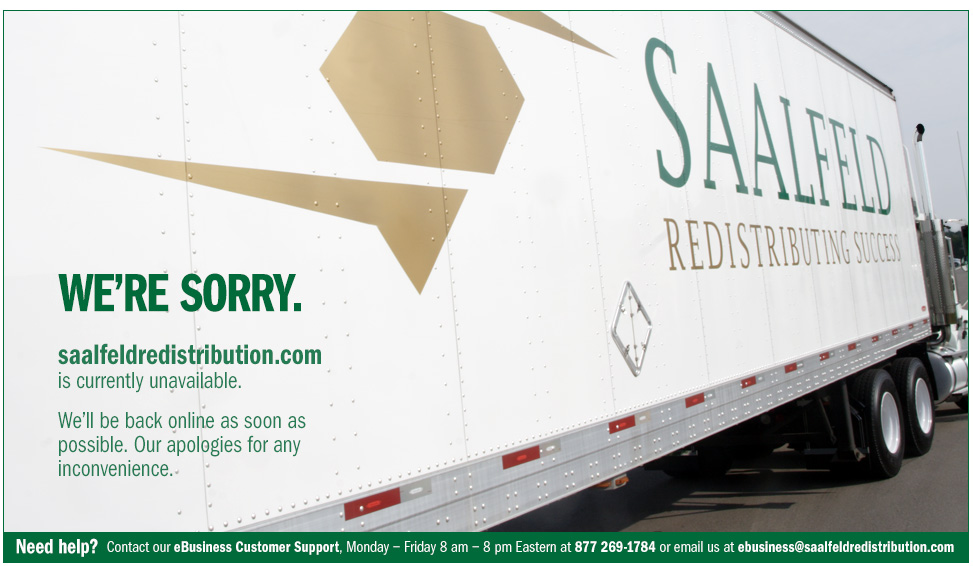 SAALFELD
REDISTRIBUTING SUCCESS
WE'RE SORRY.
saalfeldredistribution.com
is currently unavailable.
We'll be back online as soon as
possible. Our apologies for any
inconvenience.
Need help? Contact our eBusiness Customer Support, Monday – Friday 8 am – 8 pm Eastern at 877 269-1784 or email us at ebusiness@saalfeldredistribution.com